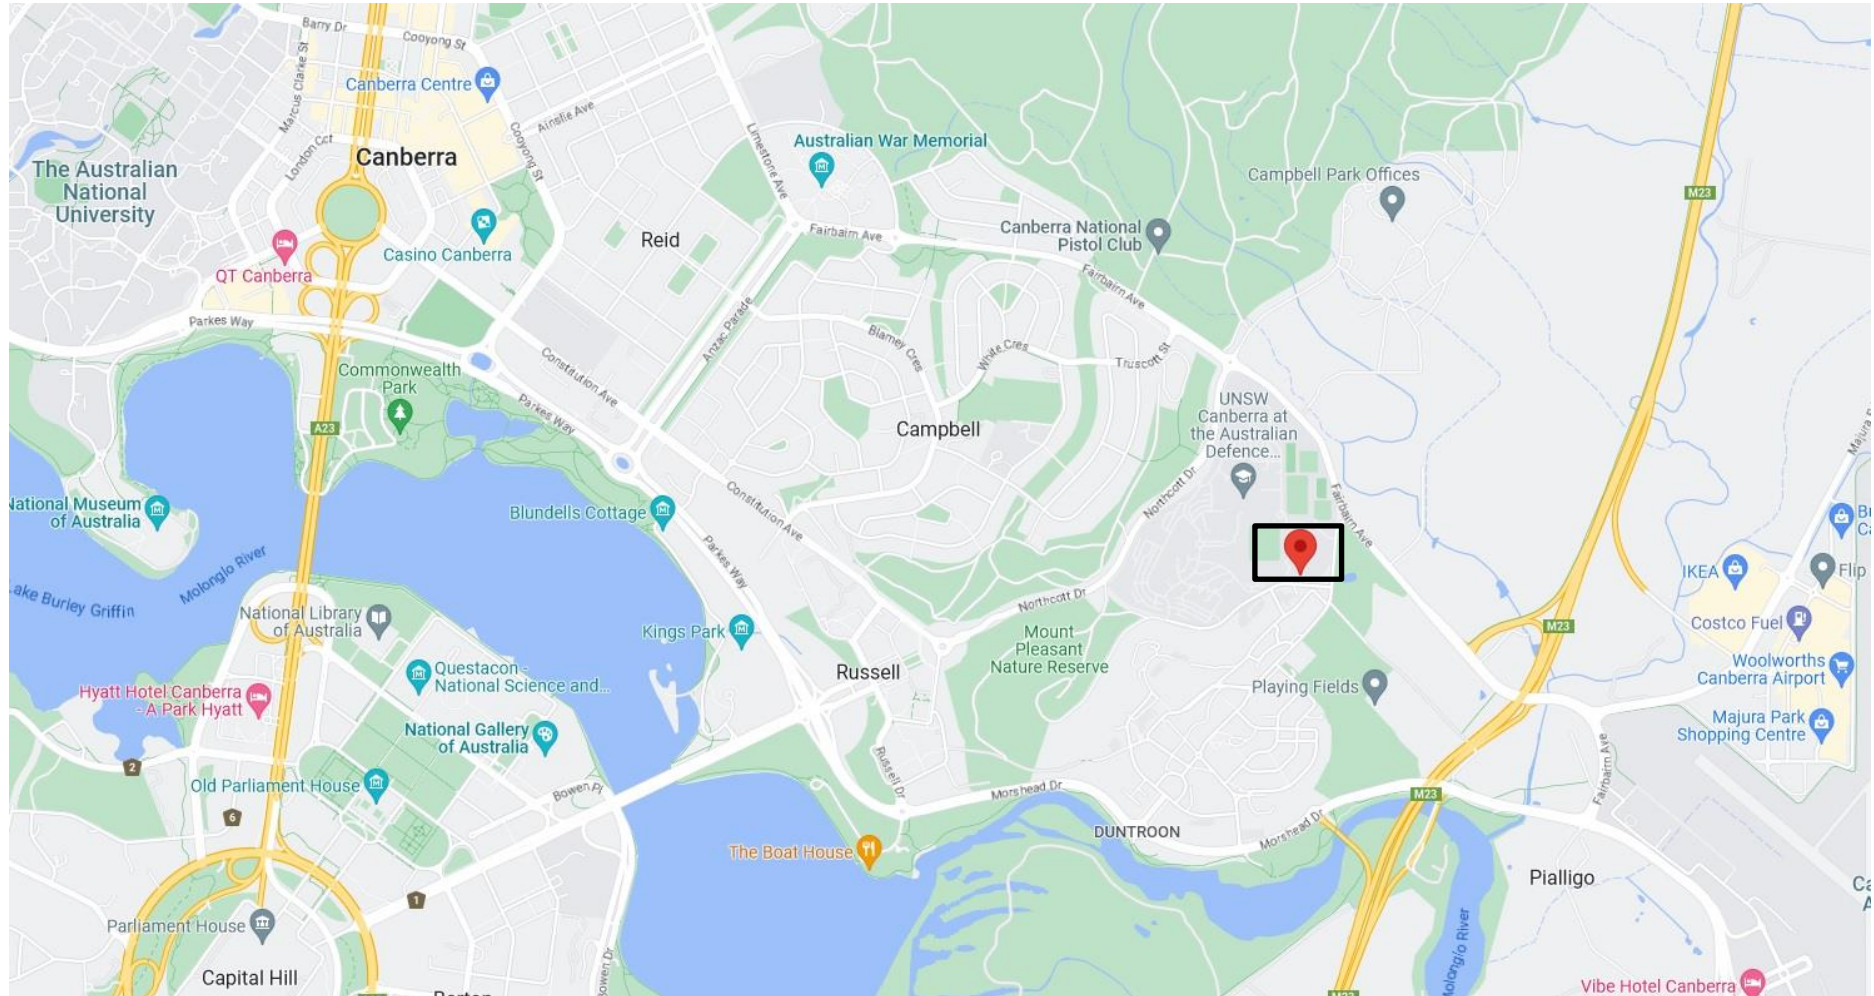 Barry Dr
Cooyong St
Marcus Clarke St
Canberra Centre
Ainslie Ave
Cooyong St
London Cct
Canberra
The Australian
National
University
Limestone Ave
Australian War Memorial
Campbell Park Offices
M23
Casino Canberra
QT Canberra
Reid
Fairbairn Ave
Canberra National
Pistol Club
Fairbairn Ave
Parkes Way
Anzac Parade
Blamey Cres
White Cres
Truscott St
Constitution Ave
Commonwealth
Park
Parkes Way
A23
Campbell
UNSW
Canberra at
the Australian
Defence...
Majura
Northcott Dr
Fairbairn Ave
National Museum
of Australia
Blundells Cottage
Constitution Ave
Parkes Way
Molonglo River
Lake Burley Griffin
IKEA
Flip
National Library
of Australia
Northcott Dr
Costco Fuel
M23
Kings Park
Mount
Pleasant
Nature Reserve
Russell
Questacon -
National Science and...
Woolworths
Canberra Airport
Hyatt Hotel Canberra
- A Park Hyatt
Playing Fields
National Gallery
of Australia
Majura Park
Shopping Centre
2
Russell Dr
Fairbairn Ave
Old Parliament House
Bowen Pl
Morshead Dr
M23
6
DUNTROON
Morshead Dr
The Boat House
Pialligo
1
Parliament House
Molonglo River
Capital Hill
Bowen Dr
Barton
M23
Vibe Hotel Canberra